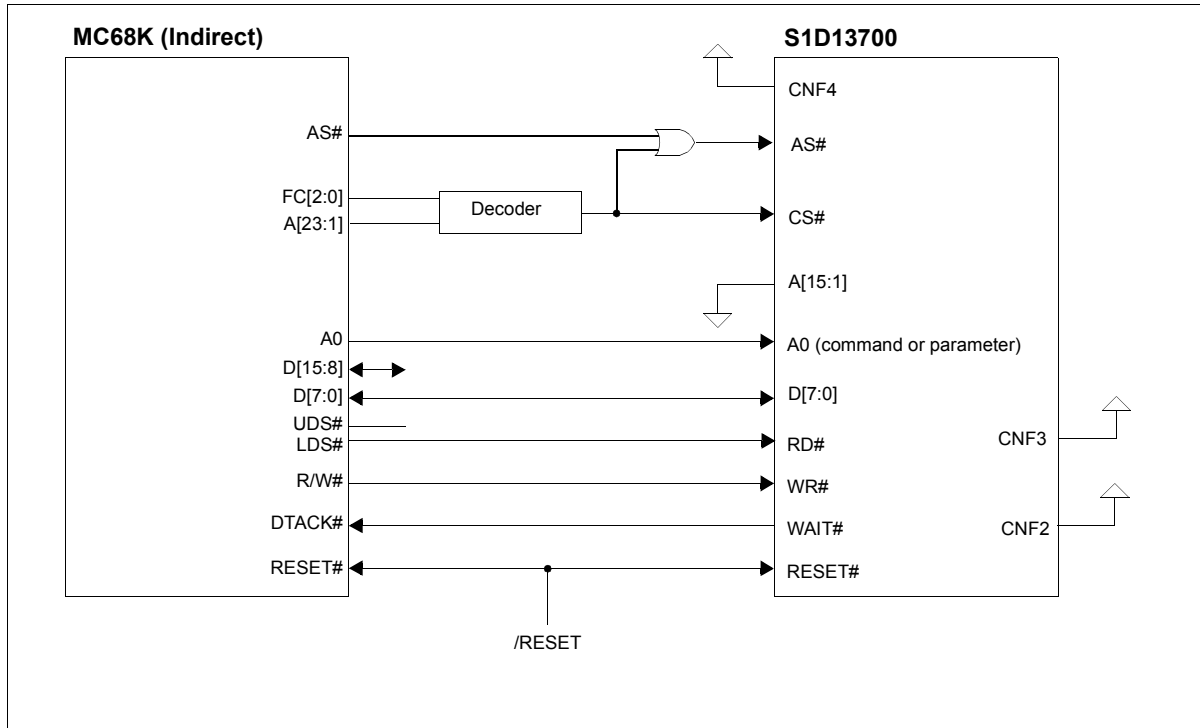 MC68K (Indirect)
S1D13700
CNF4
AS#
AS#
FC[2:0]
Decoder
A[23:1]
CS#
A[15:1]
A0
A0 (command or parameter)
D[15:8]
D[7:0]
D[7:0]
UDS#
LDS#
RD#
CNF3
R/W#
WR#
DTACK#
WAIT#
CNF2
RESET#
RESET#
/RESET